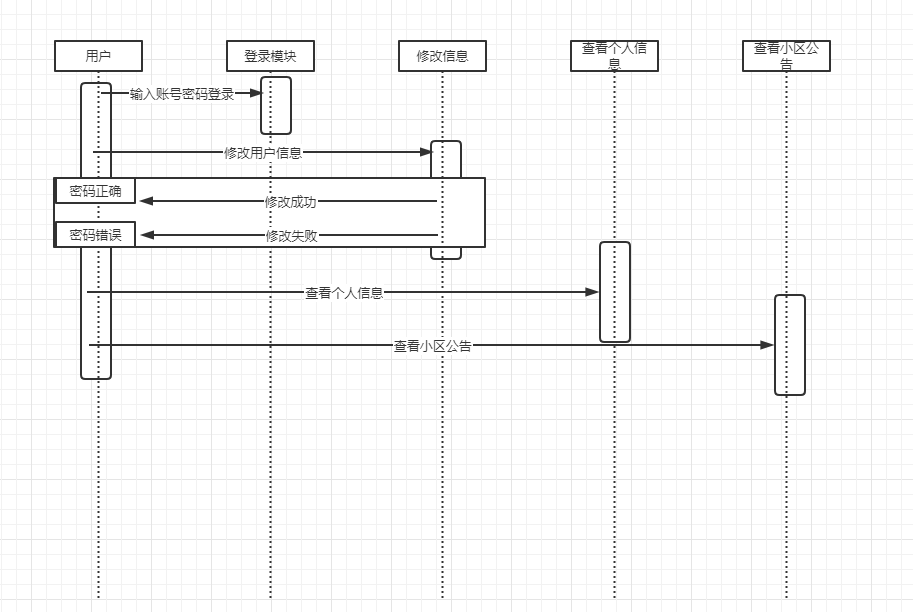 用户
登录模块
修改信息
查看个人信
息
查看小区公
告
输入账号密码登录
修改用户信息
密码正确
修改成功
密码错误
修改失败
查看个人信息
查看小区公告